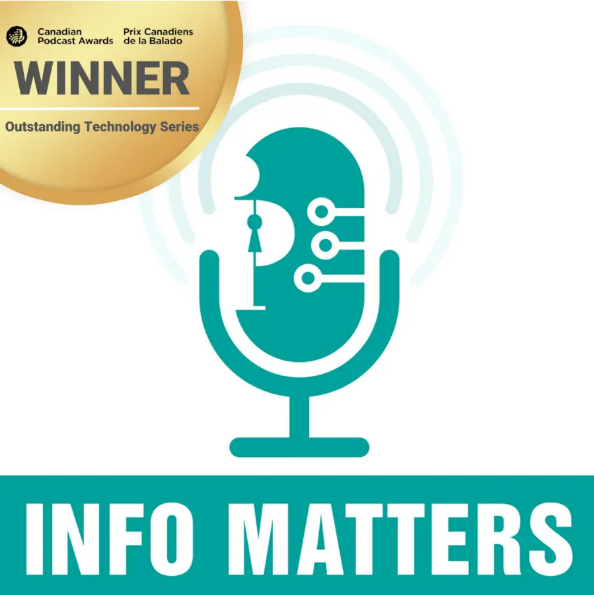 Canadian Prix Canadiens
Podcast Awards de la Balado
WINNER
Outstanding Technology Series
INFO MATTERS